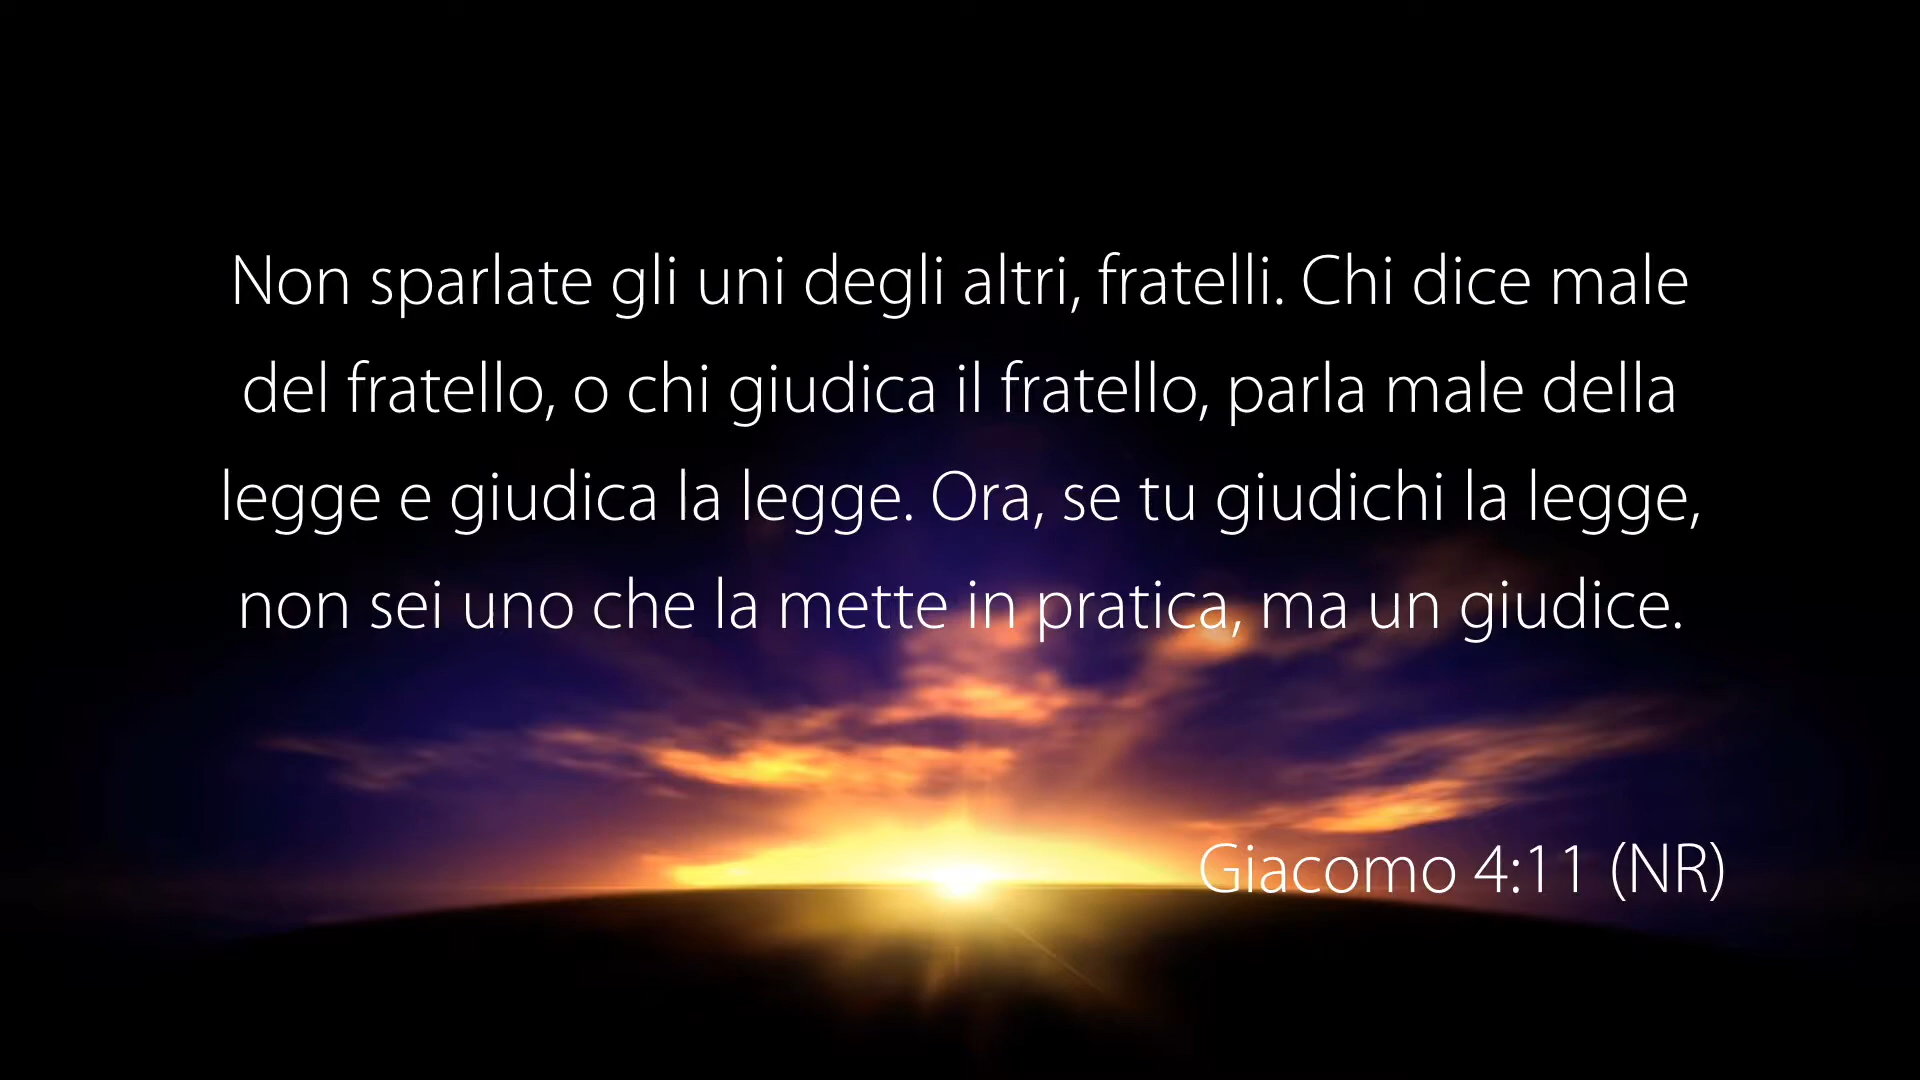 Non sparlate gli uni degli altri, fratelli. Chi dice male
del fratello, o chi giudica il fratello, parla male della
legge e giudica la legge. Ora, se tu giudichi la legge,
non sei uno che la mette in pratica, ma un giudice.
Giacomo 4:11 (NR)